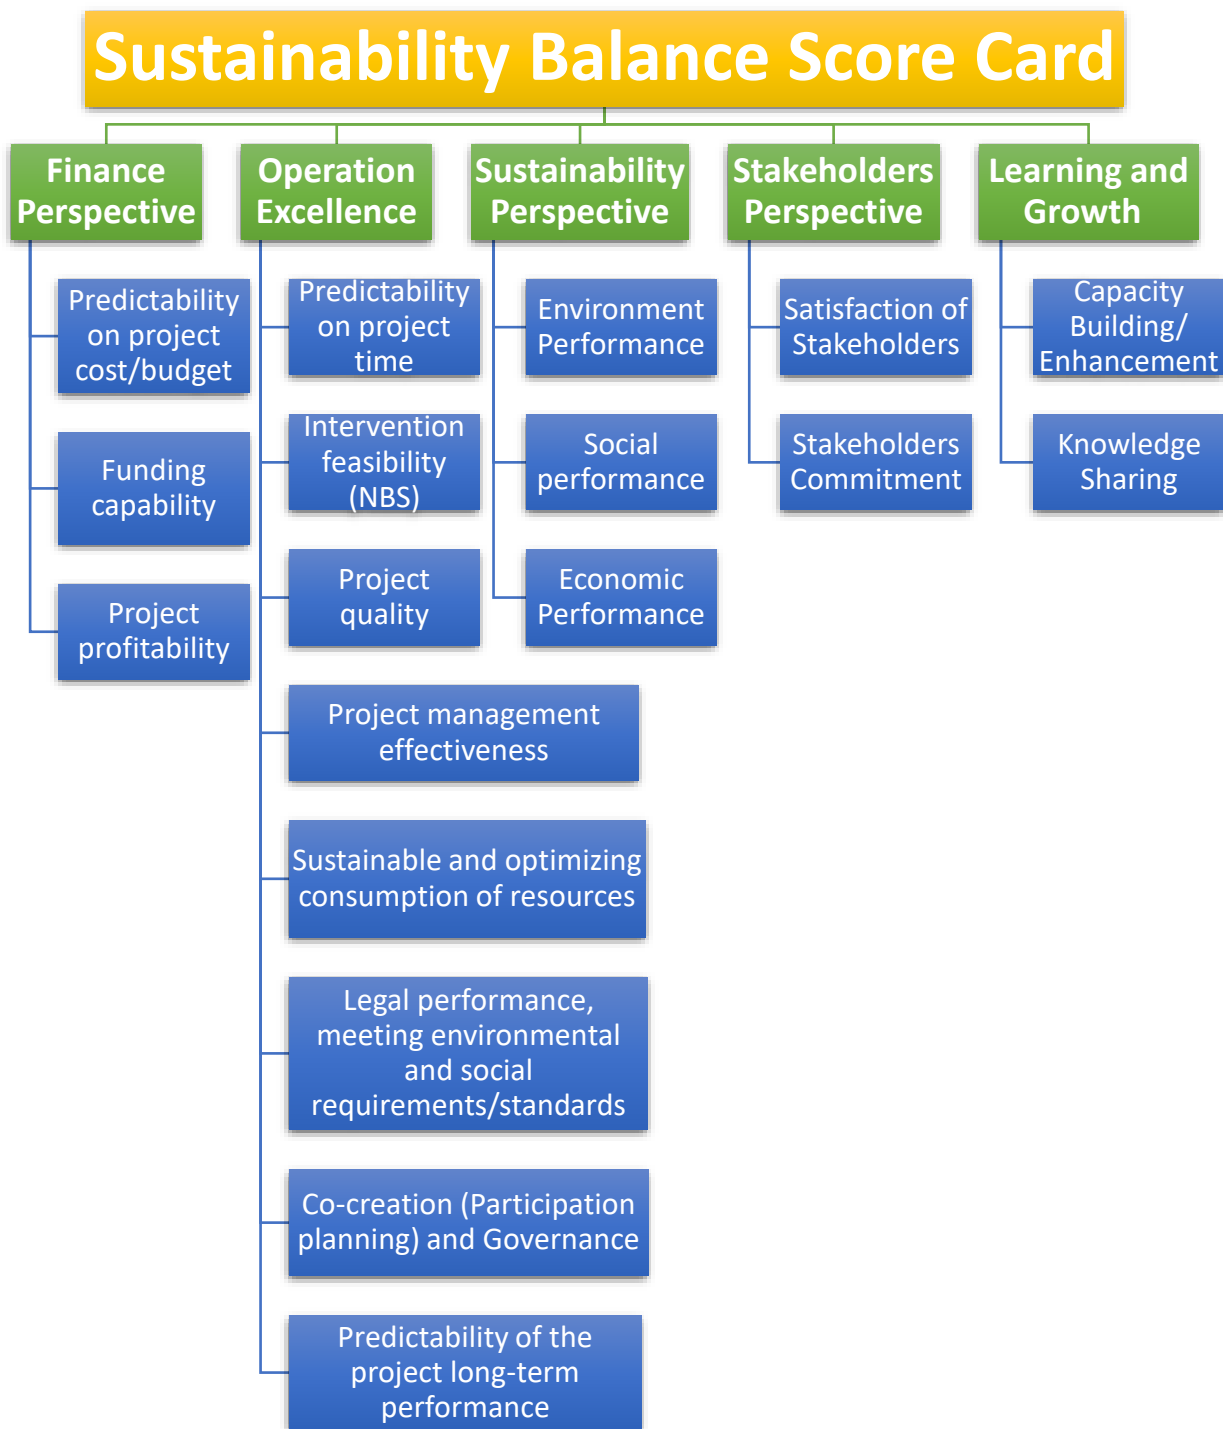 Sustainability Balance Score Card
Finance
Perspective
Predictability
on project
cost/budget
Funding
capability
Project
profitability
Operation
Excellence
Predictability
on project
time
Intervention
feasibility
(NBS)
Project
quality
Project management
effectiveness
Sustainable and optimizing
consumption of resources
Legal performance,
meeting environmental
and social
requirements/standards
Co-creation (Participation
planning) and Governance
Predictability of the
project long-term
performance
Sustainability
Perspective
Environment
Performance
Social
performance
Economic
Performance
Stakeholders
Perspective
Satisfaction of
Stakeholders
Stakeholders
Commitment
Learning and
Growth
Capacity
Building/
Enhancement
Knowledge
Sharing